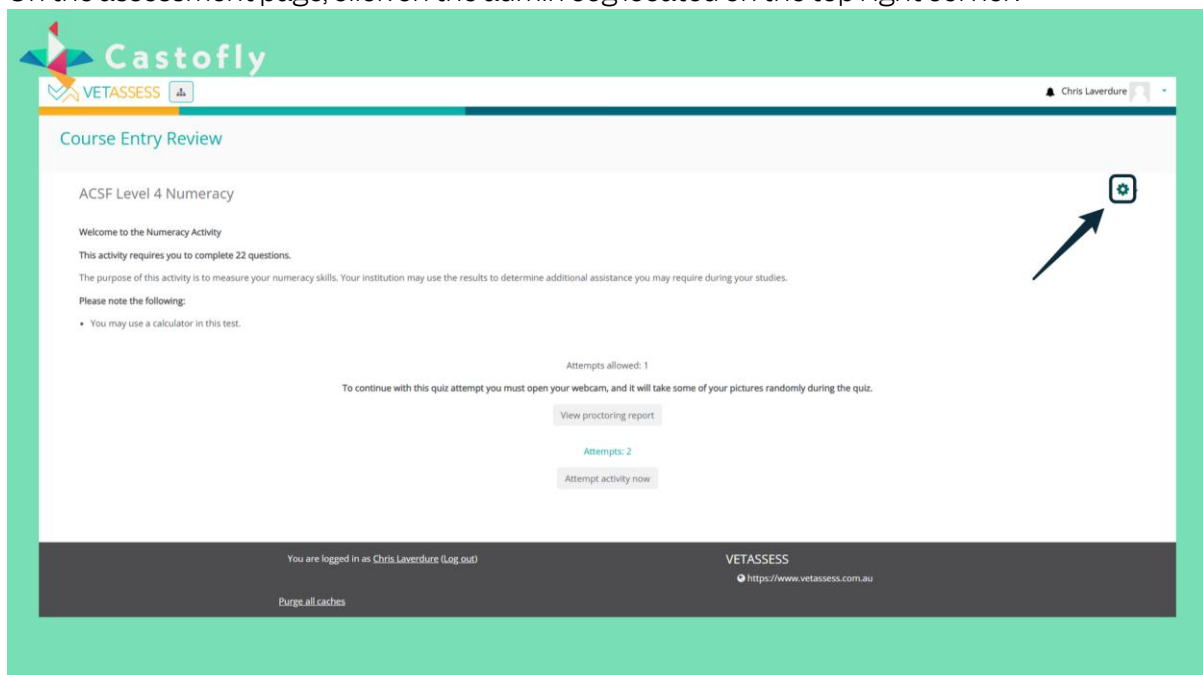 On the assessment page, click on the admin cog located on the top right corner.
Castofly
VETASSESS
Chris Laverdure
Course Entry Review
ACSF Level 4 Numeracy
Welcome to the Numeracy Activity
This activity requires you to complete 22 questions.
The purpose of this activity is to measure your numeracy skills. Your institution may use the results to determine additional assistance you may require during your studies.
Please note the following:
• You may use a calculator in this test.
Attempts allowed: 1
To continue with this quiz attempt you must open your webcam, and it will take some of your pictures randomly during the quiz.
View proctoring report
Attempts: 2
Attempt activity now
You are logged in as Chris Laverdure (Log out)
VETASSESS
https://www.vetassess.com.au
Purge all caches